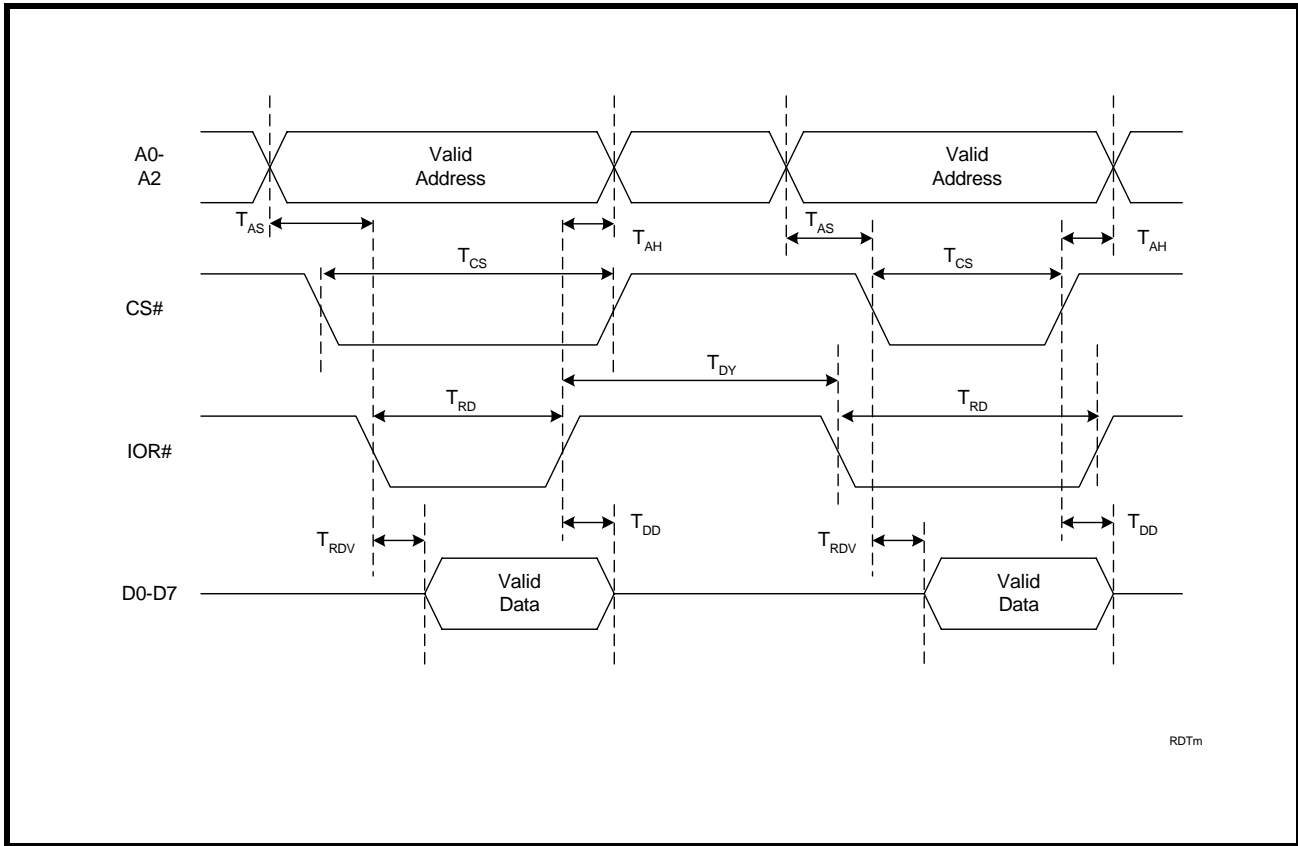 A0-
A2
Valid
Address
Valid
Address
TAS
TAH
TAS
TAH
TCS
TCS
CS#
TDY
TRD
TRD
IOR#
TRDV
TDD
TRDV
TDD
D0-D7
Valid
Data
Valid
Data
RDTm